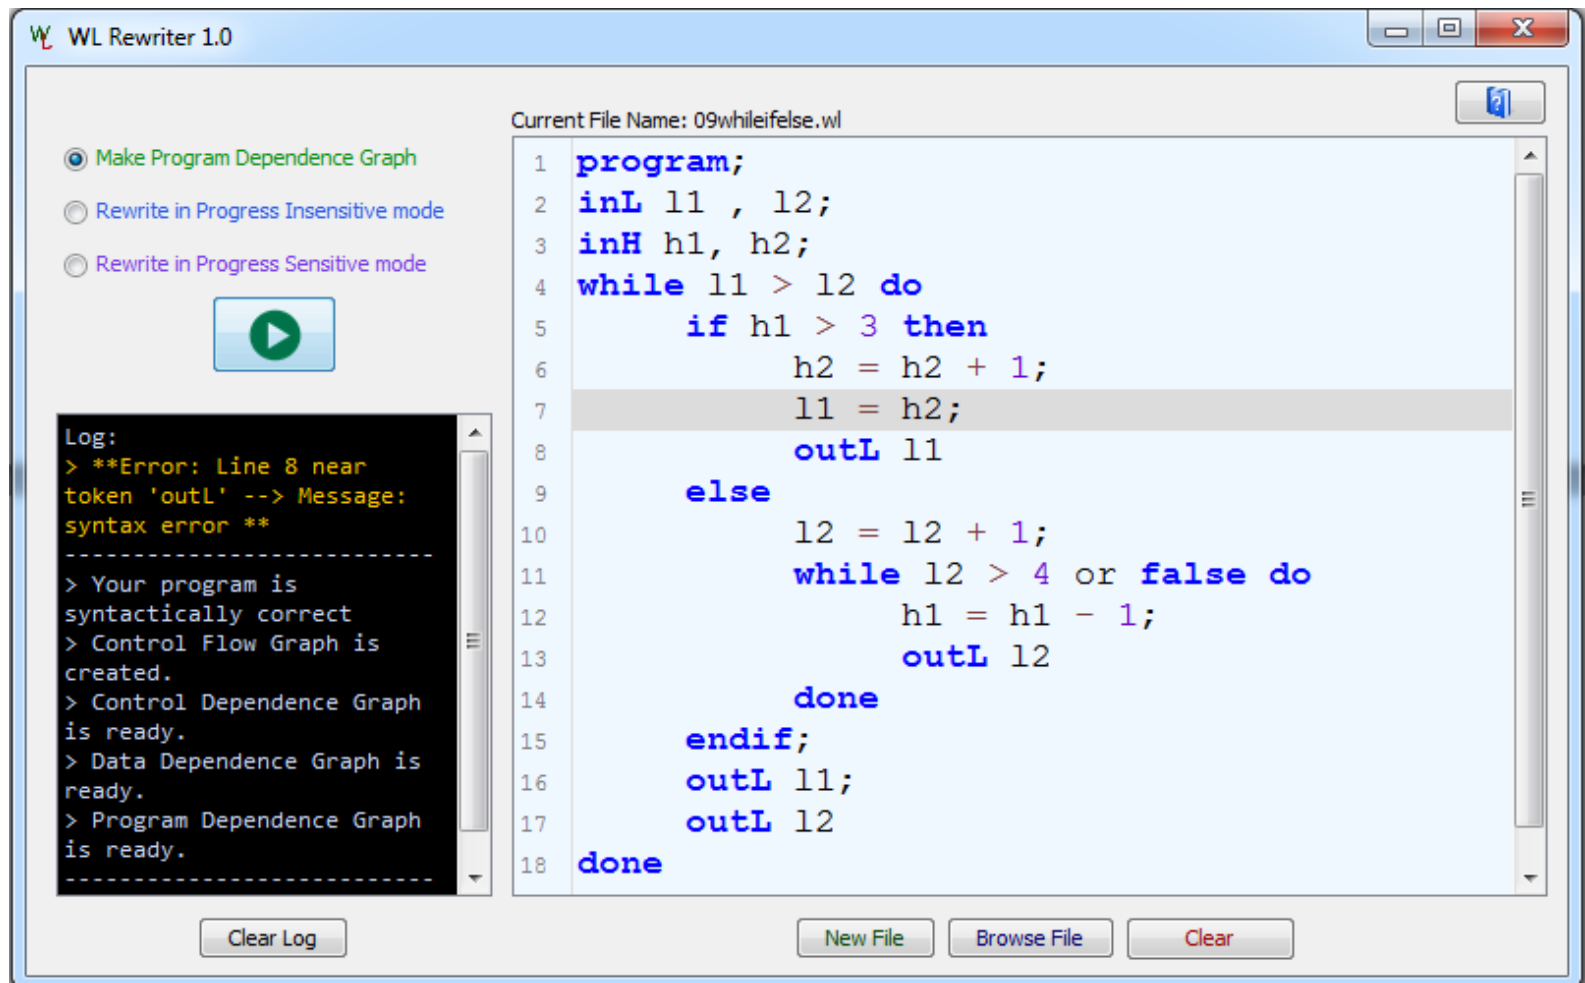 WL Rewriter 1.0
Current File Name: 09whileifelse.wl
Make Program Dependence Graph
Rewrite in Progress Insensitive mode
Rewrite in Progress Sensitive mode
Log:
> **Error: Line 8 near
token 'outL' --> Message:
syntax error **
---------------------------
> Your program is
syntactically correct
> Control Flow Graph is
created.
> Control Dependence Graph
is ready.
> Data Dependence Graph is
ready.
> Program Dependence Graph
is ready.
---------------------------
Clear Log
1 program;
2 inL l1 , l2;
3 inH h1, h2;
4 while l1 > l2 do
5 if h1 > 3 then
6 h2 = h2 + 1;
7 l1 = h2;
8 outL l1
9 else
10 l2 = l2 + 1;
11 while l2 > 4 or false do
12 h1 = h1 - 1;
13 outL l2
14 done
15 endif;
16 outL l1;
17 outL l2
18 done
New File
Browse File
Clear